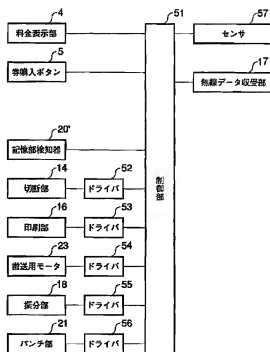 4
料金表示部
5
券購入ボタン
20'
記憶部検知器
14
切断部
52
ドライバ
16
印刷部
53
ドライバ
23
搬送用モータ
54
ドライバ
18
振分部
55
ドライバ
21
パンチ部
56
ドライバ
51
制御部
57
センサ
17
無線データ収受部